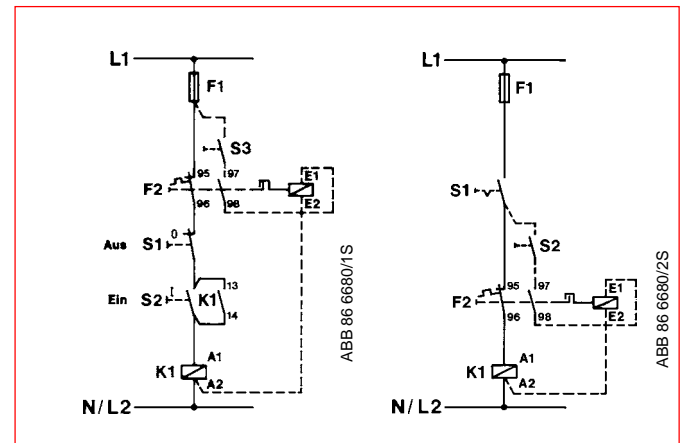 L1
F1
S3
95 97
F2
E1
E2
96 98
0
Aus S1
I
Ein S2 K1 13
14
K1 A1
A2
N/L2
ABB 86 6680/1S
L1
F1
S1
S2
95 97
F2
E1
E2
96 98
K1 A1
A2
N/L2
ABB 86 6680/2S